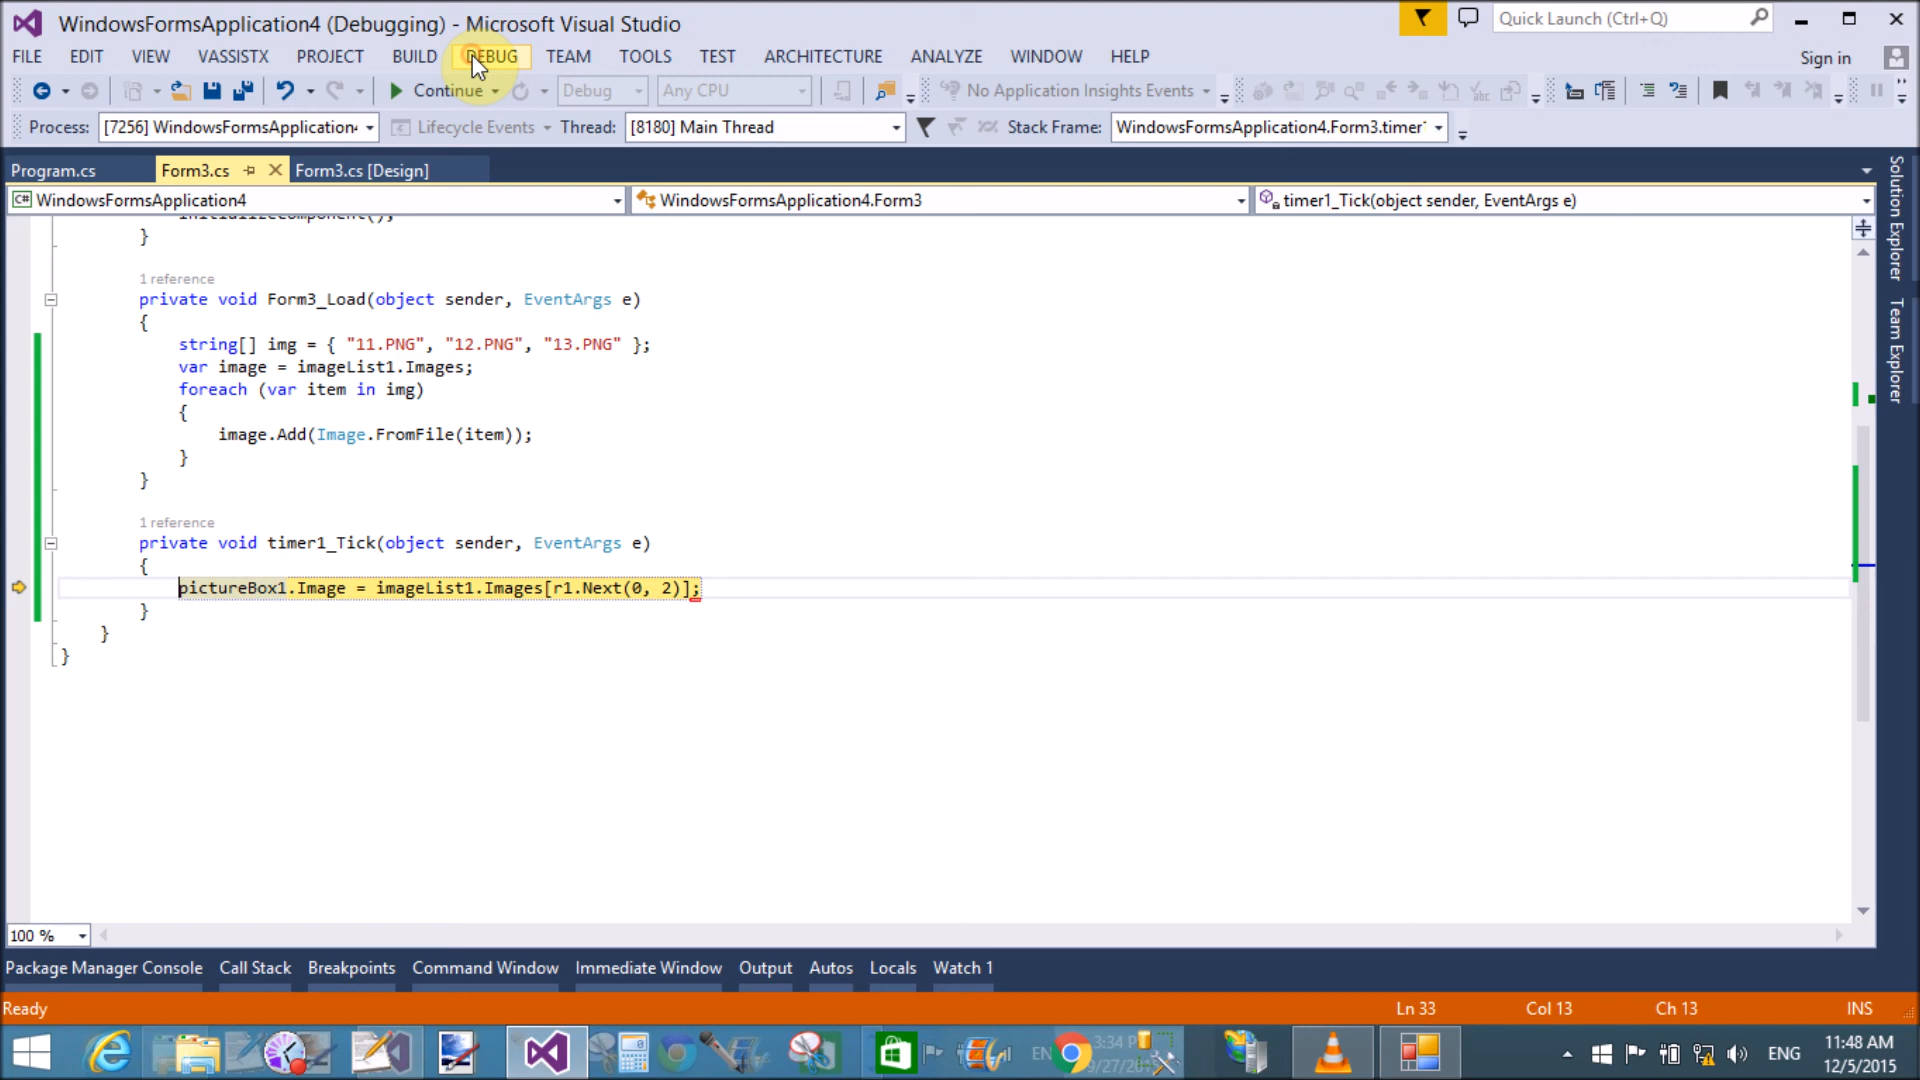 WindowsFormsApplication4 (Debugging) - Microsoft Visual Studio
Quick Launch (Ctrl+Q)
FILE EDIT VIEW VASSISTX PROJECT BUILD DEBUG TEAM TOOLS TEST ARCHITECTURE ANALYZE WINDOW HELP Sign in
Continue Debug Any CPU No Application Insights Events
Process: [7256] WindowsFormsApplication Lifecycle Events Thread: [8180] Main Thread Stack Frame: WindowsFormsApplication4.Form3.timer
Program.cs Form3.cs Form3.cs [Design]
C# WindowsFormsApplication4 WindowsFormsApplication4.Form3 timer1_Tick(object sender, EventArgs e)
InitializeComponent();
}
1 reference
private void Form3_Load(object sender, EventArgs e)
{
string[] img = { "11.PNG", "12.PNG", "13.PNG" };
var image = imageList1.Images;
foreach (var item in img)
{
image.Add(Image.FromFile(item));
}
}
1 reference
private void timer1_Tick(object sender, EventArgs e)
{
pictureBox1.Image = imageList1.Images[r1.Next(0, 2)];
}
}
}
Solution Explorer
Team Explorer
100 %
Package Manager Console Call Stack Breakpoints Command Window Immediate Window Output Autos Locals Watch 1
Ready Ln 33 Col 13 Ch 13 INS
EN 3:34 P
9/27/20
ENG 11:48 AM
12/5/2015